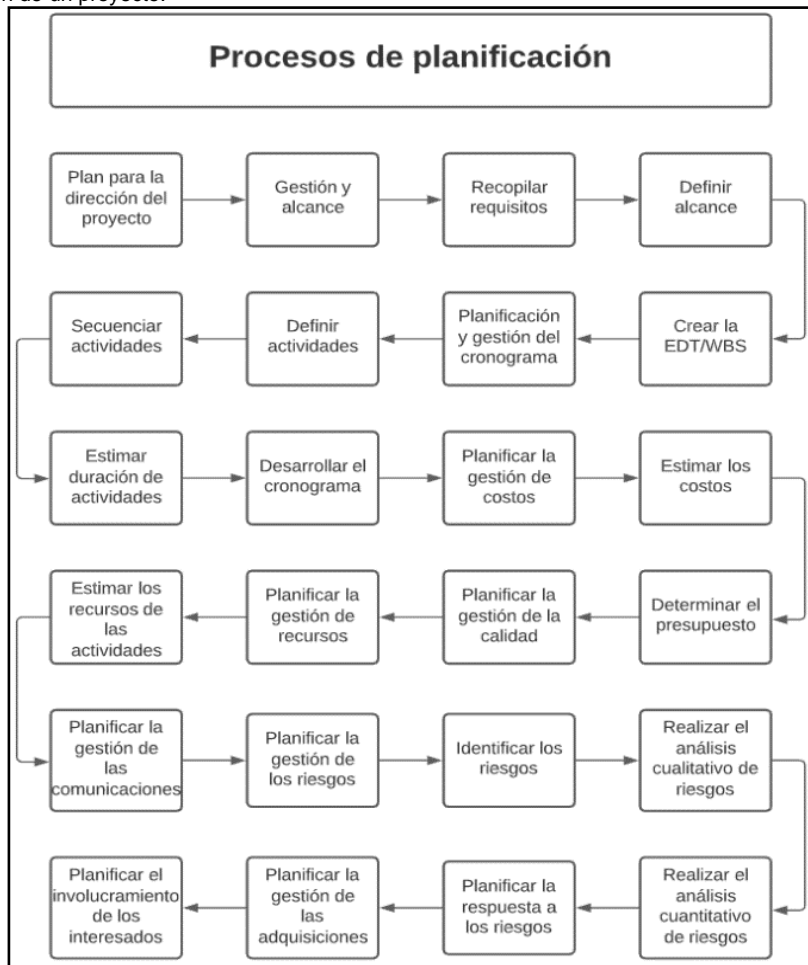 n de un proyecto.
Procesos de planificación
Plan para la
dirección del
proyecto
Gestión y
alcance
Recopilar
requisitos
Definir
alcance
Secuenciar
actividades
Definir
actividades
Planificación
y gestión del
cronograma
Crear la
EDT/WBS
Estimar
duración de
actividades
Desarrollar el
cronograma
Planificar la
gestión de
costos
Estimar los
costos
Estimar los
recursos de
las
actividades
Planificar la
gestión de
recursos
Planificar la
gestión de la
calidad
Determinar el
presupuesto
Planificar la
gestión de
las
comunicaciones
Planificar la
gestión de
los riesgos
Identificar los
riesgos
Realizar el
análisis
cualitativo de
riesgos
Planificar el
involucramiento
de los
interesados
Planificar la
gestión de
las
adquisiciones
Planificar la
respuesta a
los riesgos
Realizar el
análisis
cuantitativo
de riesgos